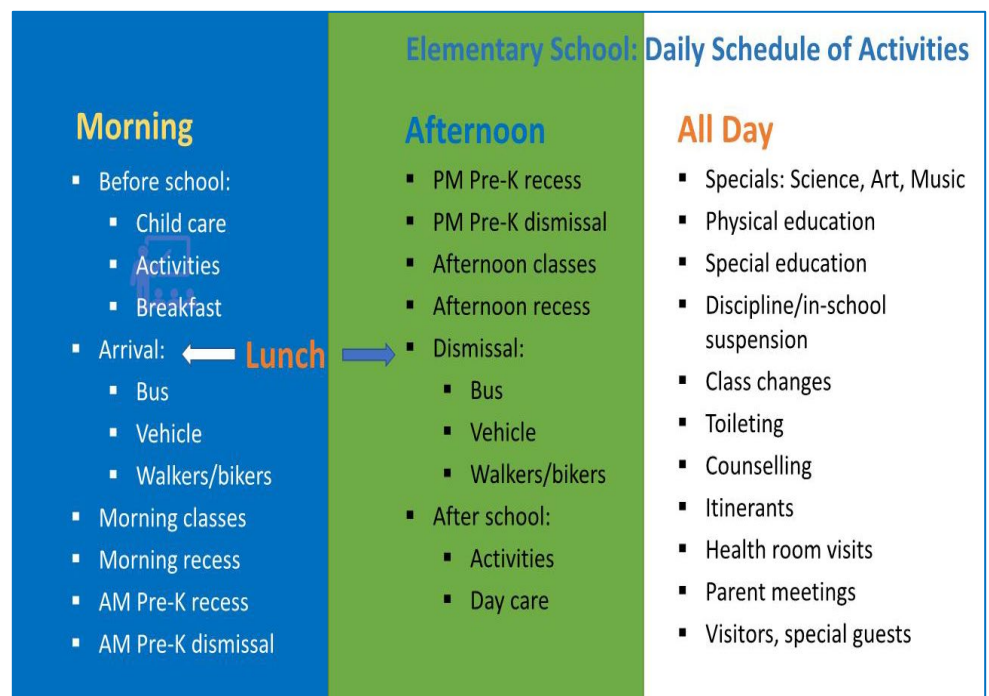 Elementary School: Daily Schedule of Activities
Morning
▪ Before school:
▪ Child care
▪ Activities
▪ Breakfast
▪ Arrival:
▪ Bus
▪ Vehicle
▪ Walkers/bikers
▪ Morning classes
▪ Morning recess
▪ AM Pre-K recess
▪ AM Pre-K dismissal
Lunch
Afternoon
▪ PM Pre-K recess
▪ PM Pre-K dismissal
▪ Afternoon classes
▪ Afternoon recess
▪ Dismissal:
▪ Bus
▪ Vehicle
▪ Walkers/bikers
▪ After school:
▪ Activities
▪ Day care
All Day
▪ Specials: Science, Art, Music
▪ Physical education
▪ Special education
▪ Discipline/in-school
suspension
▪ Class changes
▪ Toileting
▪ Counselling
▪ Itinerants
▪ Health room visits
▪ Parent meetings
▪ Visitors, special guests